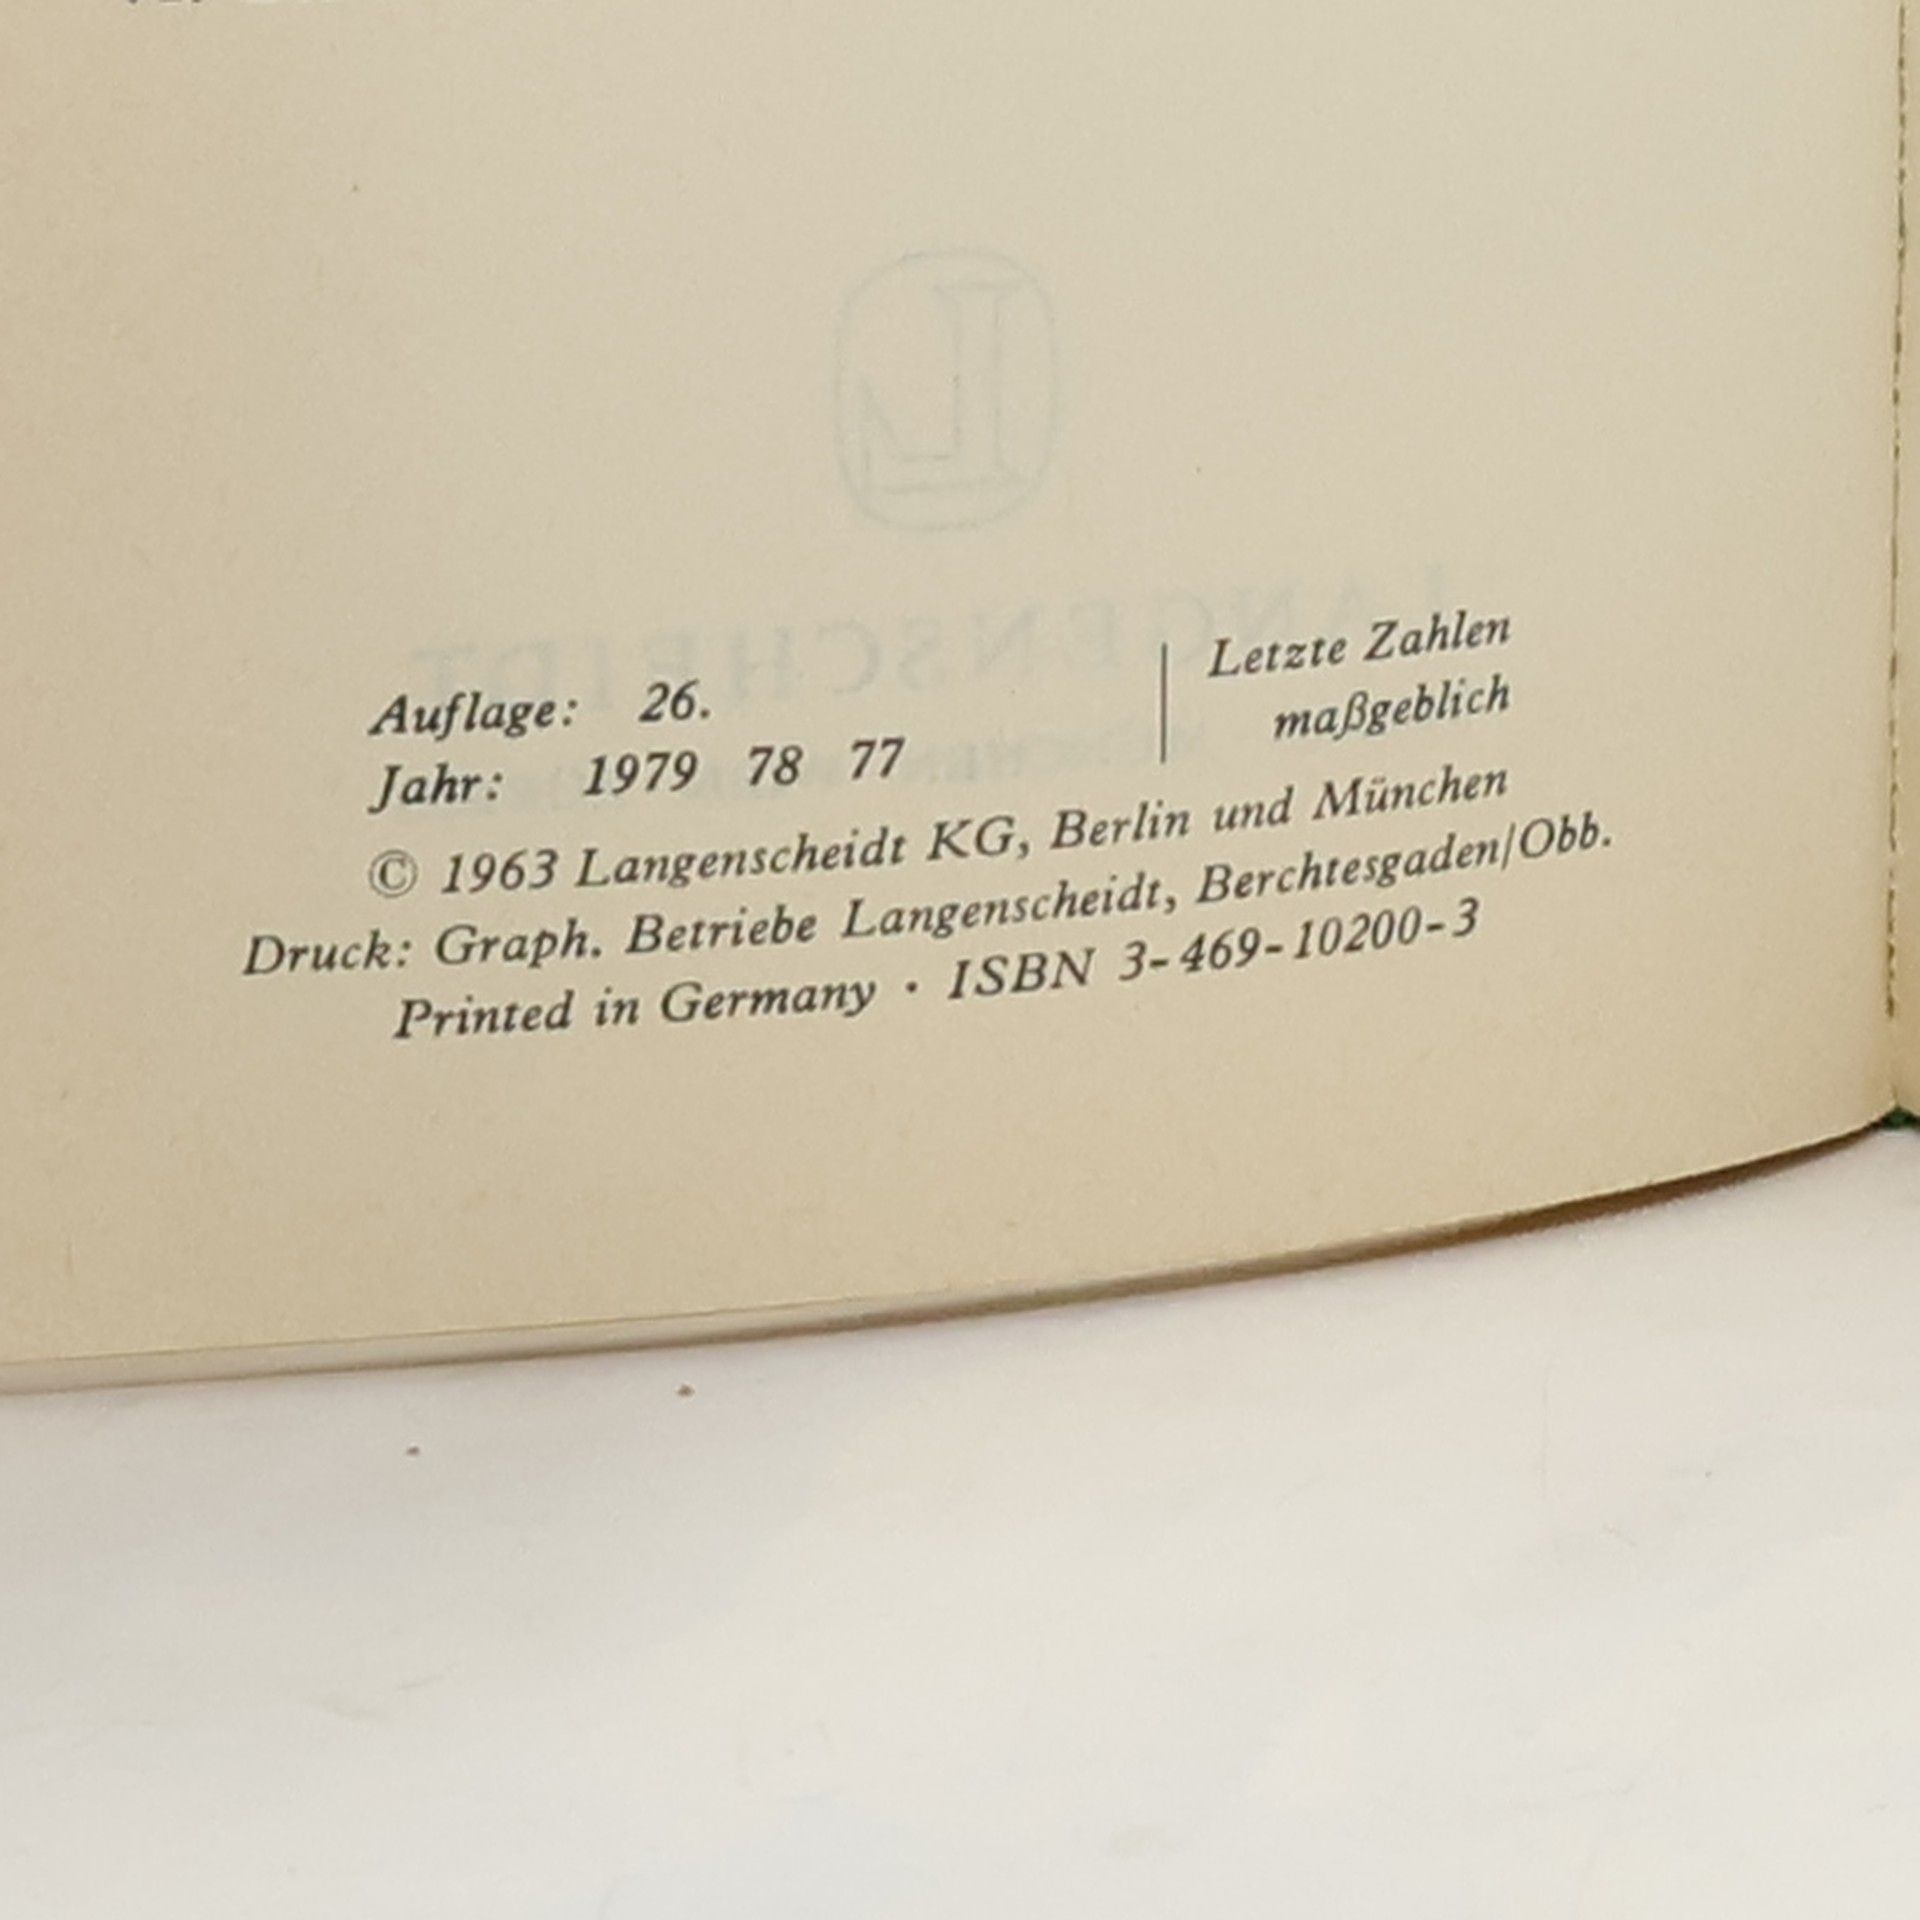 Auflage: 26.
Jahr: 1979 78 77
Letzte Zahlen
maßgeblich
© 1963 Langenscheidt KG, Berlin und München
Druck: Graph. Betriebe Langenscheidt, Berchtesgaden/Obb.
Printed in Germany · ISBN 3-469-10200-3
L
LANGENSCHEIDT